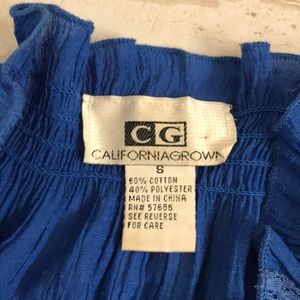 CG
CALIFORNIAGROWN
S
60% COTTON
40% POLYESTER
MADE IN CHINA
RN# 57686
SEE REVERSE
FOR CARE